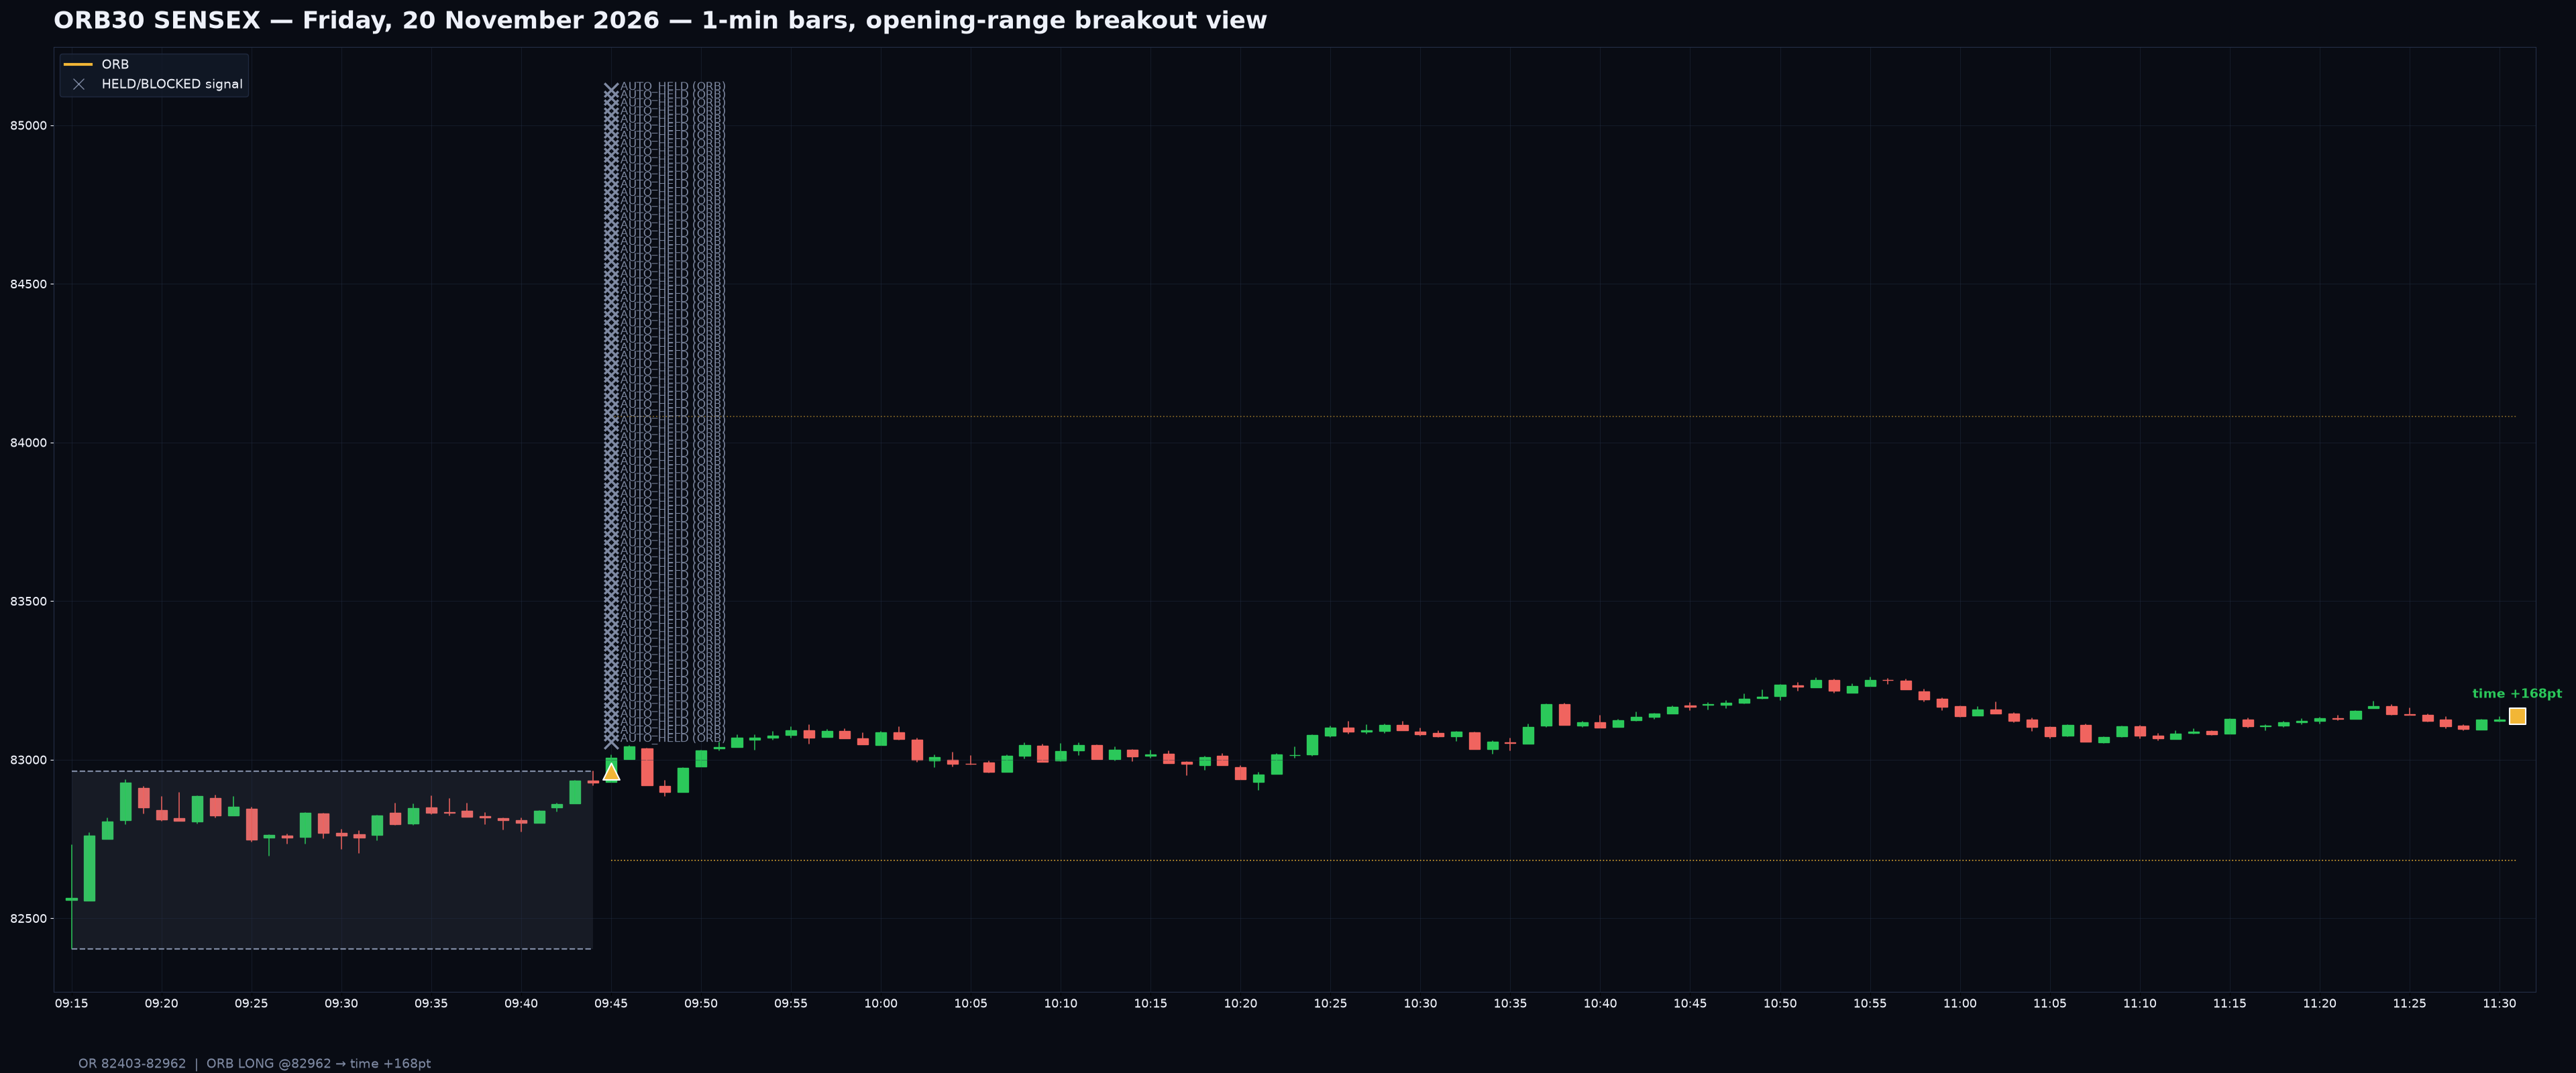 ORB30 SENSEX — Friday, 20 November 2026 — 1-min bars, opening-range breakout view
ORB
HELD/BLOCKED signal
AUTO_HELD (ORB)
85000
84500
84000
83500
83000
82500
time +168pt
09:15 09:20 09:25 09:30 09:35 09:40 09:45 09:50 09:55 10:00 10:05 10:10 10:15 10:20 10:25 10:30 10:35 10:40 10:45 10:50 10:55 11:00 11:05 11:10 11:15 11:20 11:25 11:30
OR 82403-82962 | ORB LONG @82962 → time +168pt